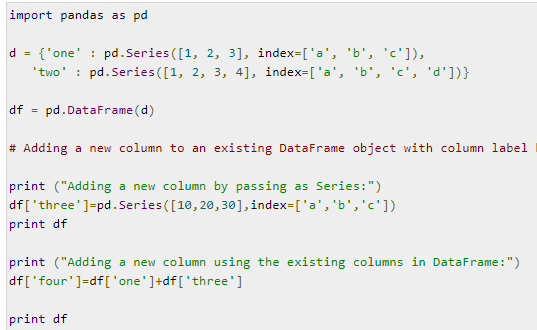 import pandas as pd
d = {'one' : pd.Series([1, 2, 3], index=['a', 'b', 'c']),
'two' : pd.Series([1, 2, 3, 4], index=['a', 'b', 'c', 'd'])}
df = pd.DataFrame(d)
# Adding a new column to an existing DataFrame object with column label
print ("Adding a new column by passing as Series:")
df['three']=pd.Series([10,20,30],index=['a','b','c'])
print df
print ("Adding a new column using the existing columns in DataFrame:")
df['four']=df['one']+df['three']
print df